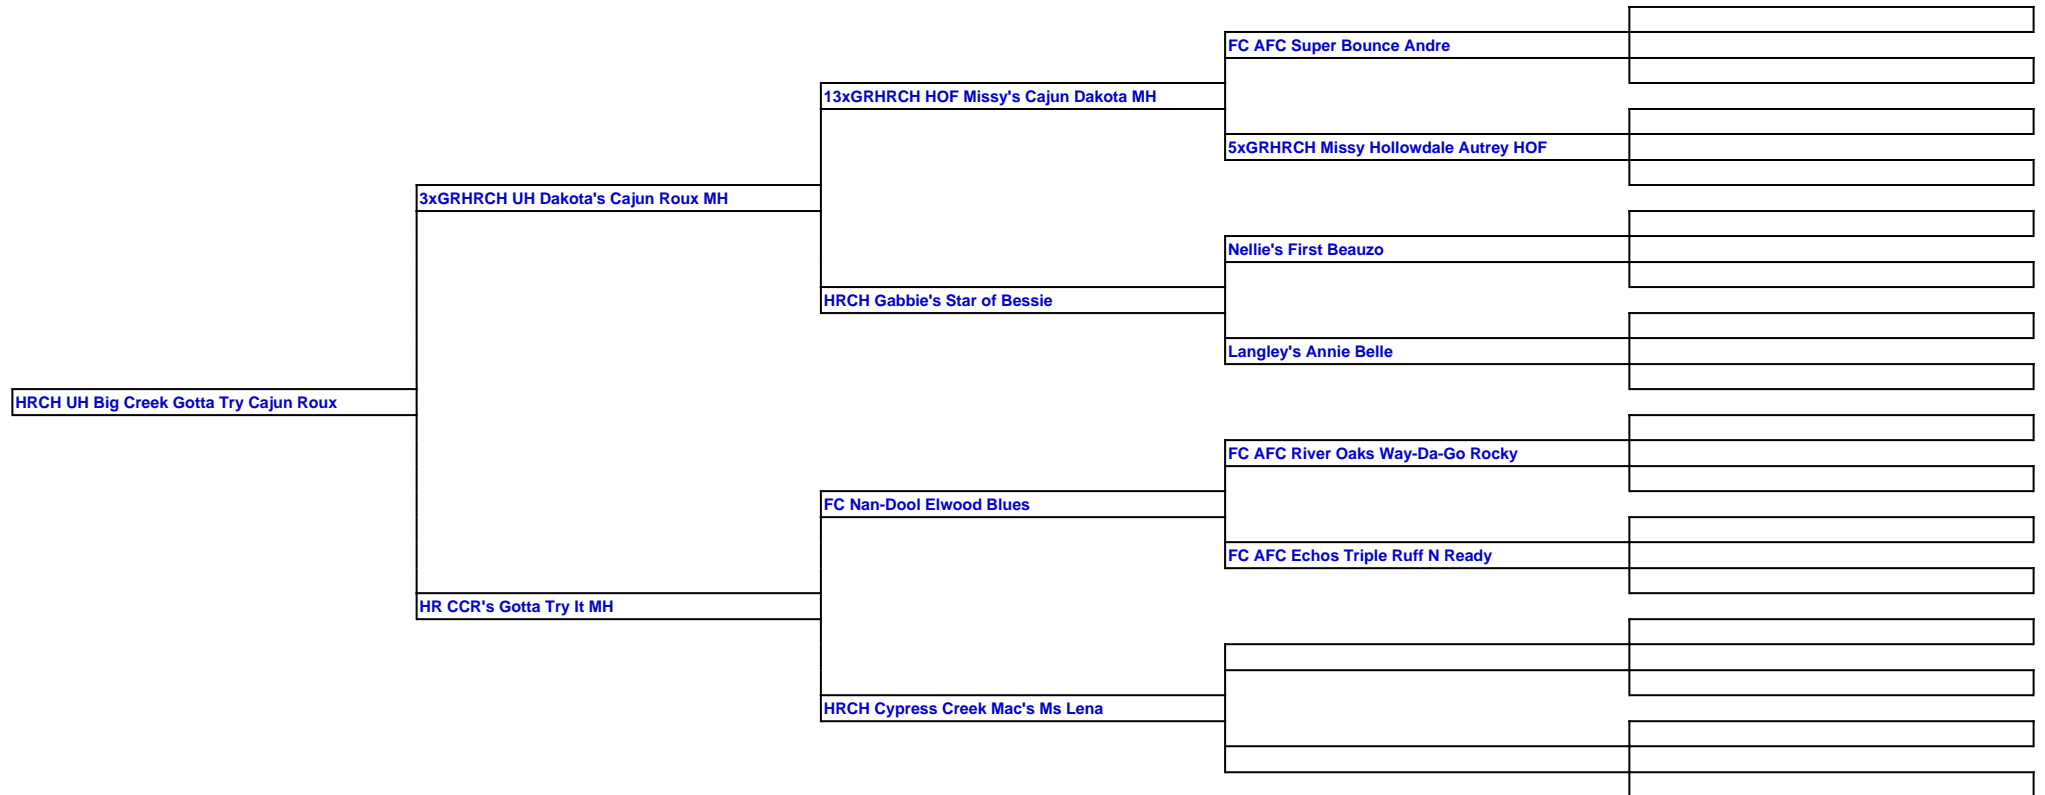 FC AFC Super Bounce Andre
13xGRHRCH HOF Missy's Cajun Dakota MH
5xGRHRCH Missy Hollowdale Autrey HOF
3xGRHRCH UH Dakota's Cajun Roux MH
Nellie's First Beauzo
HRCH Gabbie's Star of Bessie
Langley's Annie Belle
HRCH UH Big Creek Gotta Try Cajun Roux
FC AFC River Oaks Way-Da-Go Rocky
FC Nan-Dool Elwood Blues
FC AFC Echos Triple Ruff N Ready
HR CCR's Gotta Try It MH
HRCH Cypress Creek Mac's Ms Lena